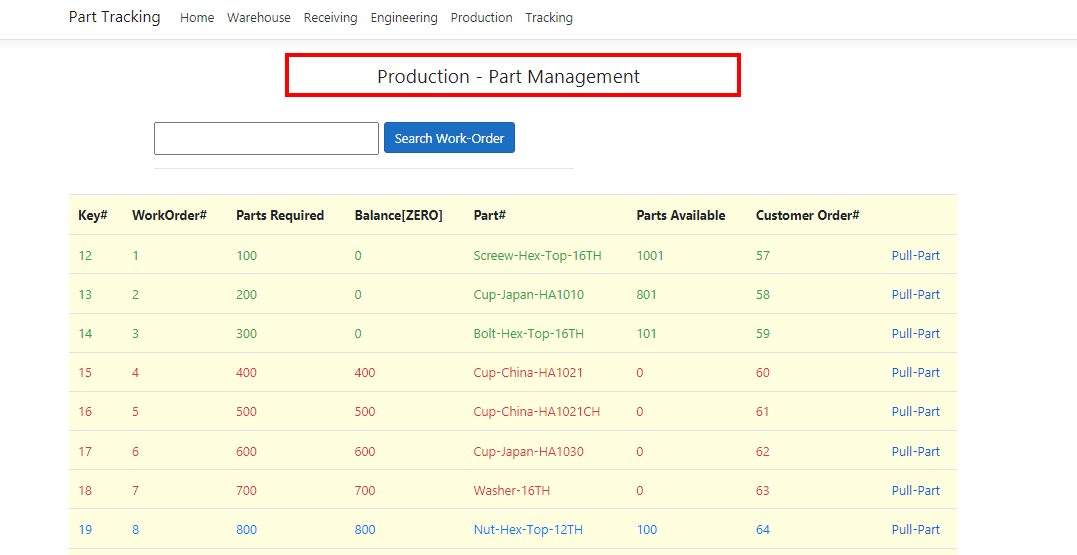 Part Tracking Home Warehouse Receiving Engineering Production Tracking
Production - Part Management
Search Work-Order
Key# WorkOrder# Parts Required Balance[ZERO] Part# Parts Available Customer Order#
12 1 100 0 Screew-Hex-Top-16TH 1001 57 Pull-Part
13 2 200 0 Cup-Japan-HA1010 801 58 Pull-Part
14 3 300 0 Bolt-Hex-Top-16TH 101 59 Pull-Part
15 4 400 400 Cup-China-HA1021 0 60 Pull-Part
16 5 500 500 Cup-China-HA1021CH 0 61 Pull-Part
17 6 600 600 Cup-Japan-HA1030 0 62 Pull-Part
18 7 700 700 Washer-16TH 0 63 Pull-Part
19 8 800 800 Nut-Hex-Top-12TH 100 64 Pull-Part